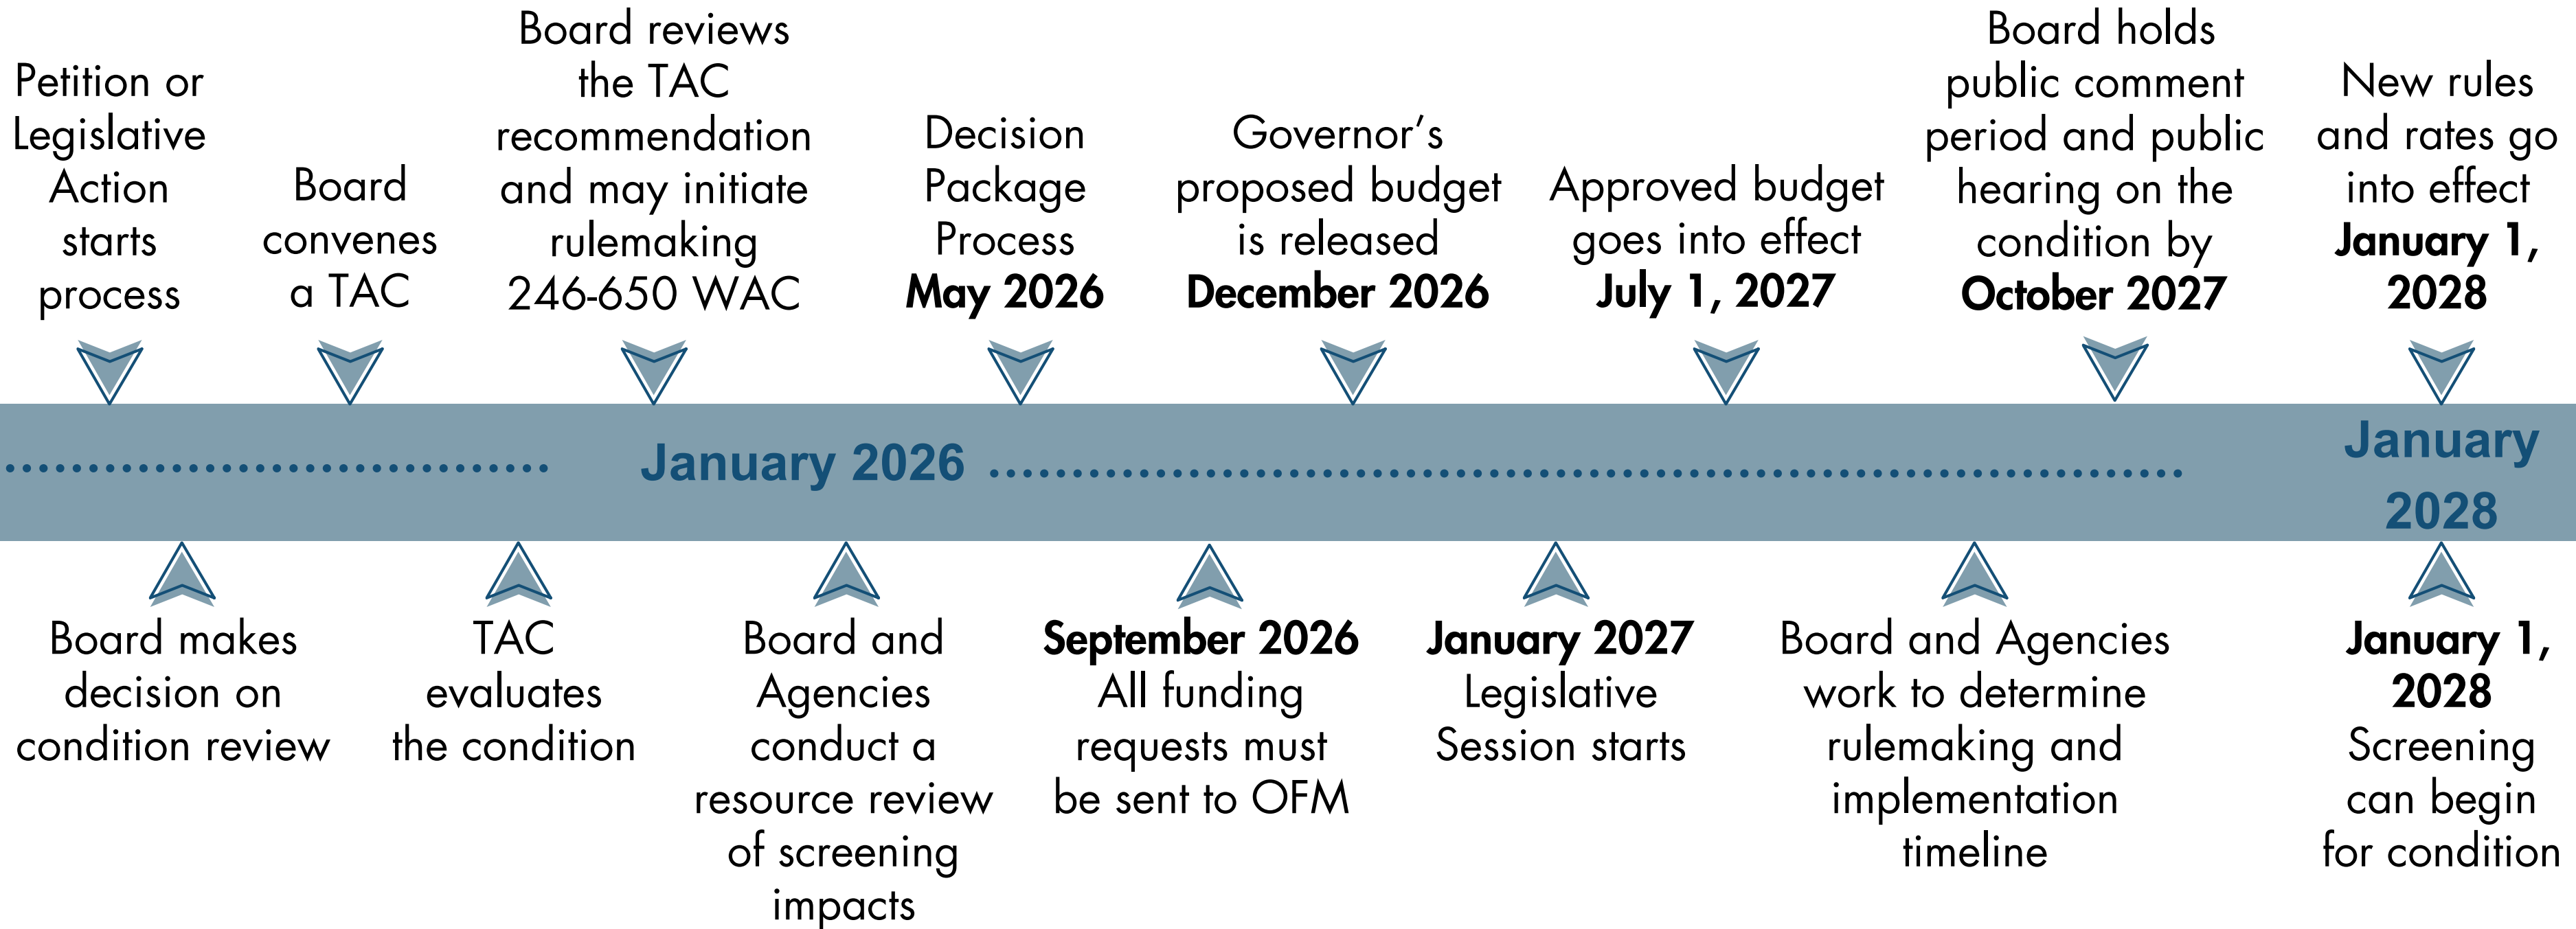 Petition or
Legislative
Action
starts
process
Board
convenes
a TAC
Board reviews
the TAC
recommendation
and may initiate
rulemaking
246-650 WAC
Decision
Package
Process
May 2026
Governor’s
proposed budget
is released
December 2026
Approved budget
goes into effect
July 1, 2027
Board holds
public comment
period and public
hearing on the
condition by
October 2027
New rules
and rates go
into effect
January 1,
2028
January 2026
January
2028
Board makes
decision on
condition review
TAC
evaluates
the condition
Board and
Agencies
conduct a
resource review
of screening
impacts
September 2026
All funding
requests must
be sent to OFM
January 2027
Legislative
Session starts
Board and Agencies
work to determine
rulemaking and
implementation
timeline
January 1,
2028
Screening
can begin
for condition